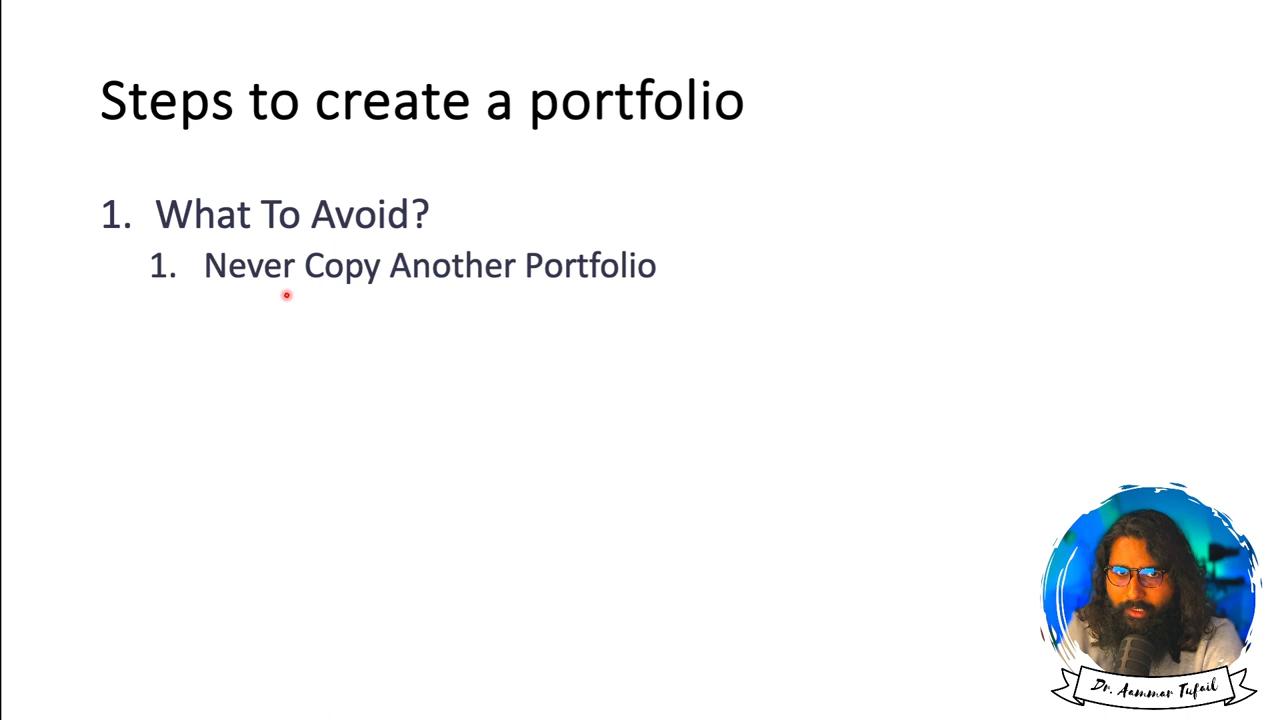 Steps to create a portfolio
1. What To Avoid?
1. Never Copy Another Portfolio
Dr. Aammar Tufail